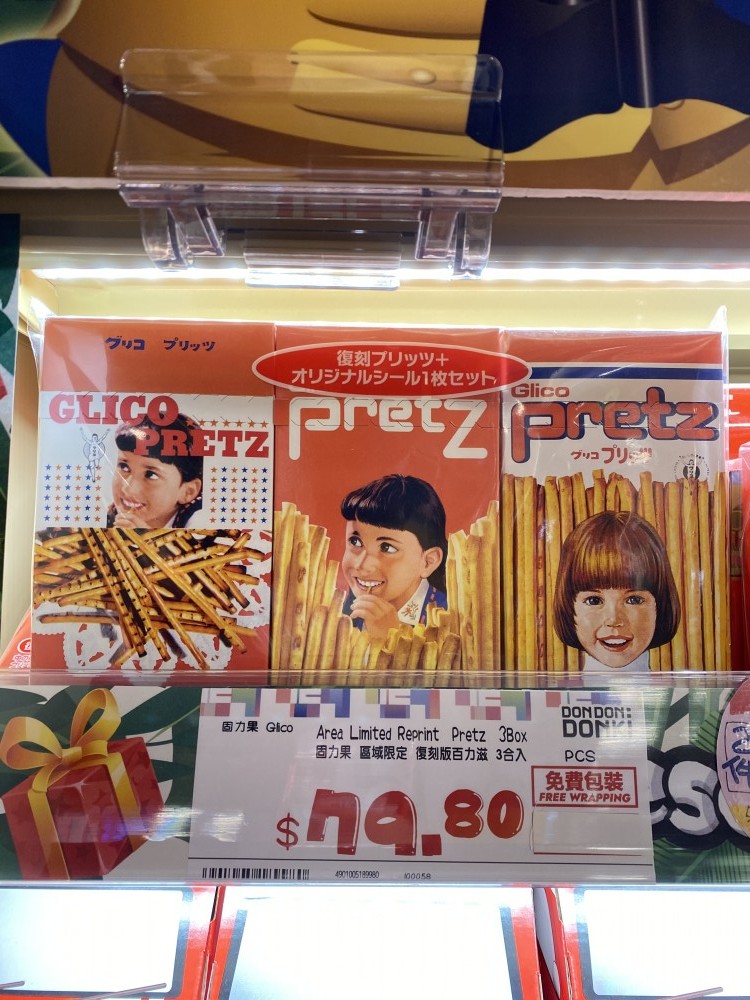 グリコ プリッツ
GLICO
PRETZ
復刻プリッツ+
オリジナルシール1枚セット
pretz
Glico
pretz
グリコ プリッツ
固力果 Glico
Area Limited Reprint Pretz 3Box
固力果 區域限定 復刻版百力滋 3合入
DON DON
DONKI
PCS
免費包裝
FREE WRAPPING
$79.80
4901005189980
100058